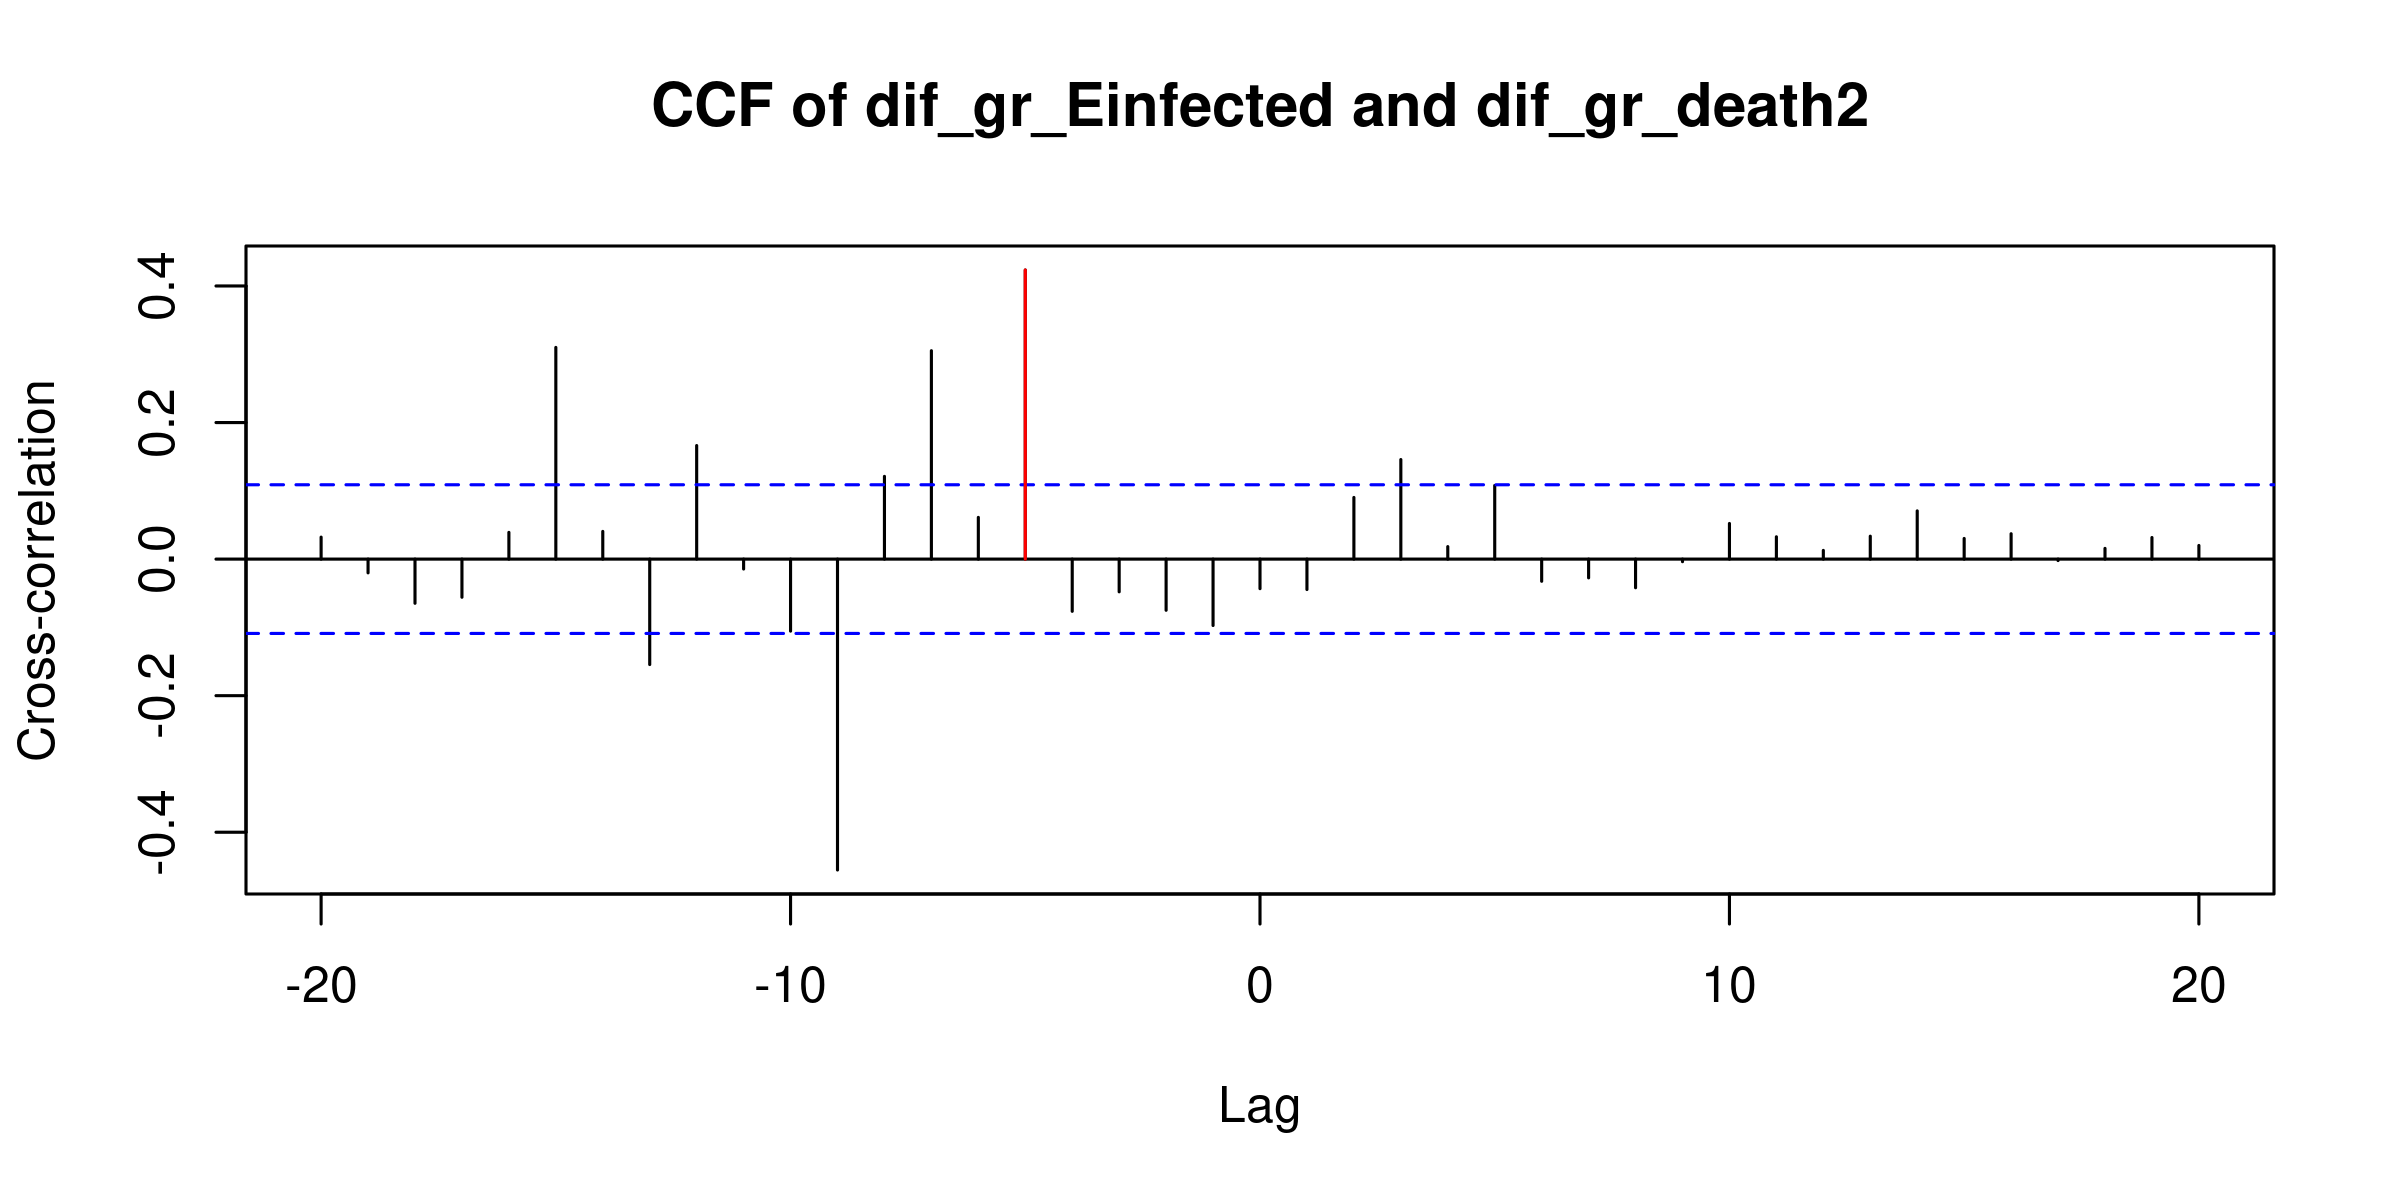 CCF of dif_gr_Einfected and dif_gr_death2
Cross-correlation
0.4
0.2
0.0
-0.2
-0.4
-20 -10 0 10 20
Lag